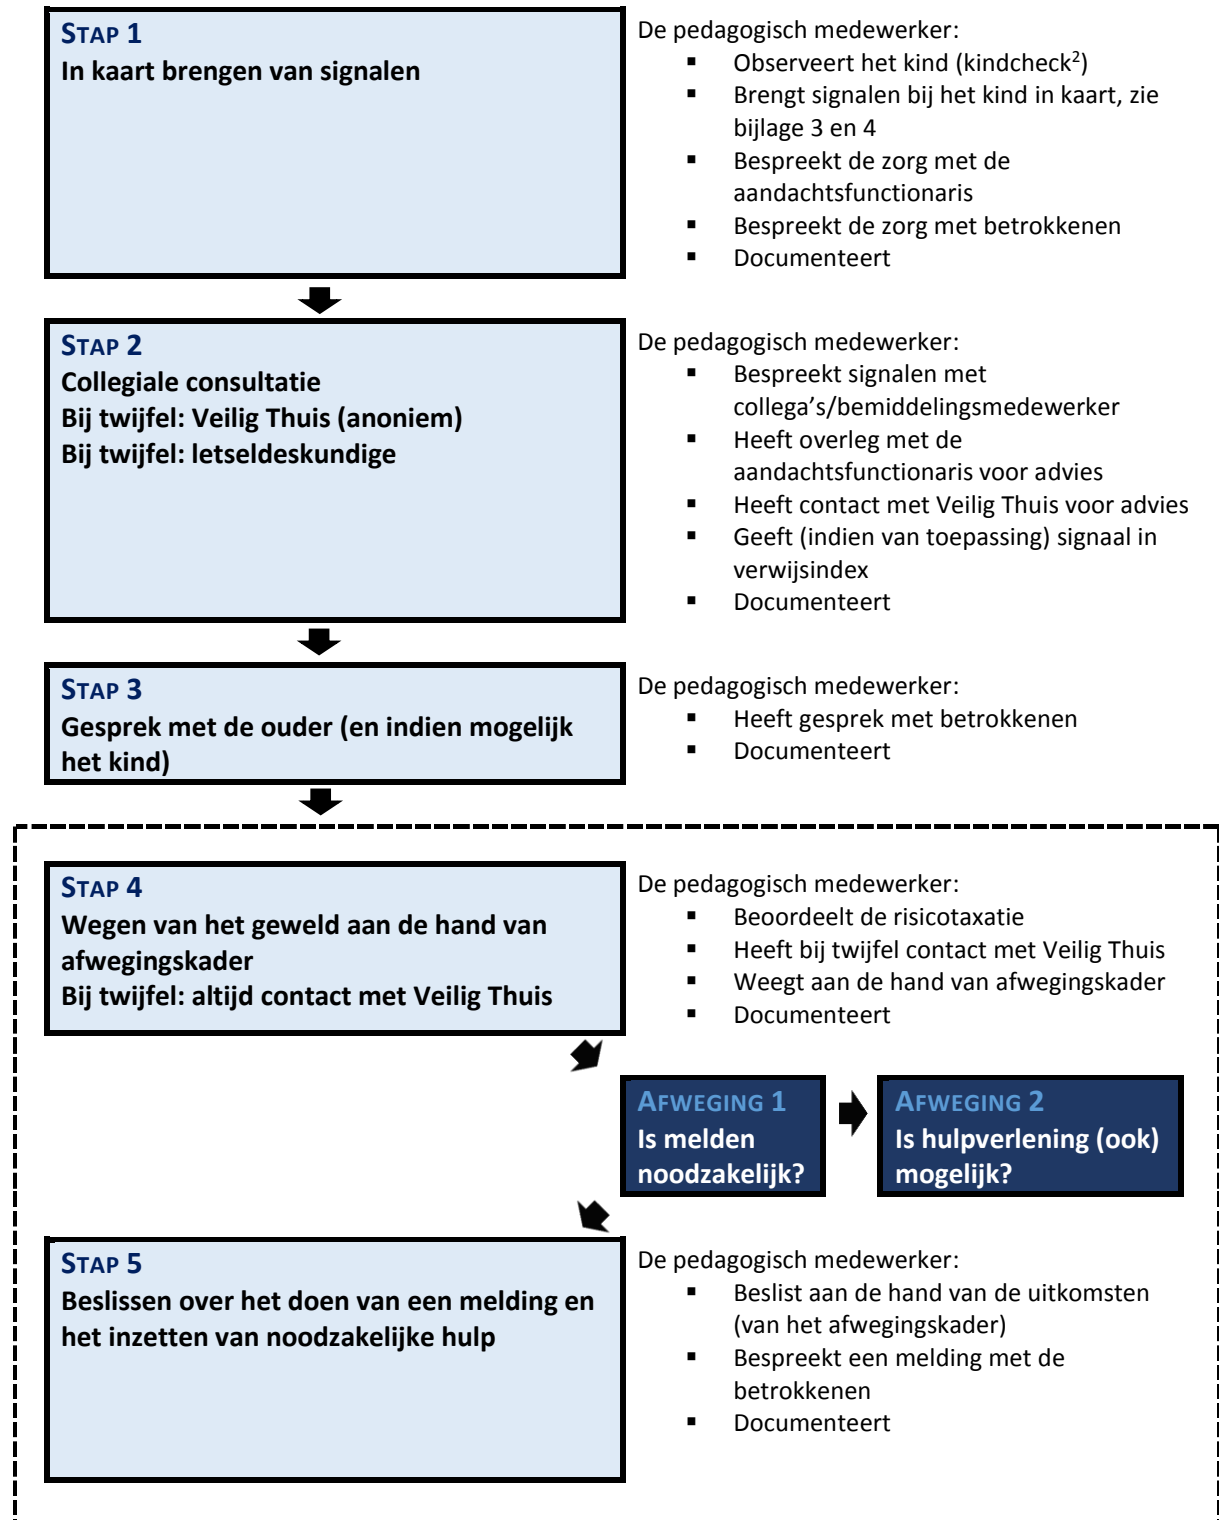 STAP 1
In kaart brengen van signalen
De pedagogisch medewerker:
▪ Observeert het kind (kindcheck²)
▪ Brengt signalen bij het kind in kaart, zie
bijlage 3 en 4
▪ Bespreekt de zorg met de
aandachtsfunctionaris
▪ Bespreekt de zorg met betrokkenen
▪ Documenteert
STAP 2
Collegiale consultatie
Bij twijfel: Veilig Thuis (anoniem)
Bij twijfel: letseldeskundige
De pedagogisch medewerker:
▪ Bespreekt signalen met
collega’s/bemiddelingsmedewerker
▪ Heeft overleg met de
aandachtsfunctionaris voor advies
▪ Heeft contact met Veilig Thuis voor advies
▪ Geeft (indien van toepassing) signaal in
verwijsindex
▪ Documenteert
STAP 3
Gesprek met de ouder (en indien mogelijk
het kind)
De pedagogisch medewerker:
▪ Heeft gesprek met betrokkenen
▪ Documenteert
STAP 4
Wegen van het geweld aan de hand van
afwegingskader
Bij twijfel: altijd contact met Veilig Thuis
De pedagogisch medewerker:
▪ Beoordeelt de risicotaxatie
▪ Heeft bij twijfel contact met Veilig Thuis
▪ Weegt aan de hand van afwegingskader
▪ Documenteert
AFWEGING 1
Is melden
noodzakelijk?
AFWEGING 2
Is hulpverlening (ook)
mogelijk?
STAP 5
Beslissen over het doen van een melding en
het inzetten van noodzakelijke hulp
De pedagogisch medewerker:
▪ Beslist aan de hand van de uitkomsten
(van het afwegingskader)
▪ Bespreekt een melding met de
betrokkenen
▪ Documenteert